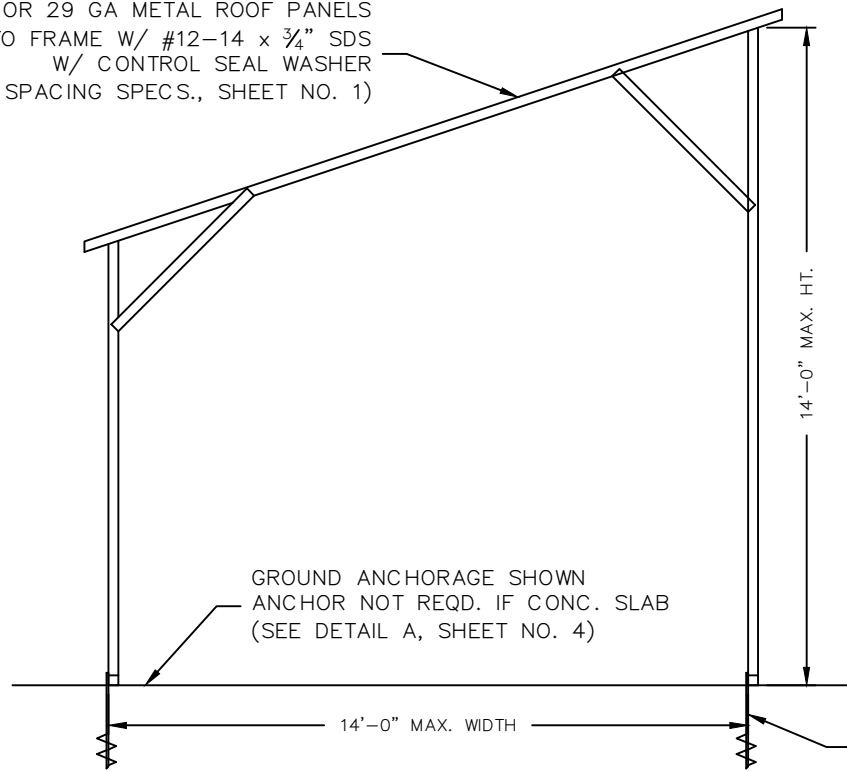 OR 29 GA METAL ROOF PANELS
TO FRAME W/ #12-14 x 3/4" SDS
W/ CONTROL SEAL WASHER
SPACING SPECS., SHEET NO. 1)
14'-0" MAX. HT.
GROUND ANCHORAGE SHOWN
ANCHOR NOT REQD. IF CONC. SLAB
(SEE DETAIL A, SHEET NO. 4)
14'-0" MAX. WIDTH